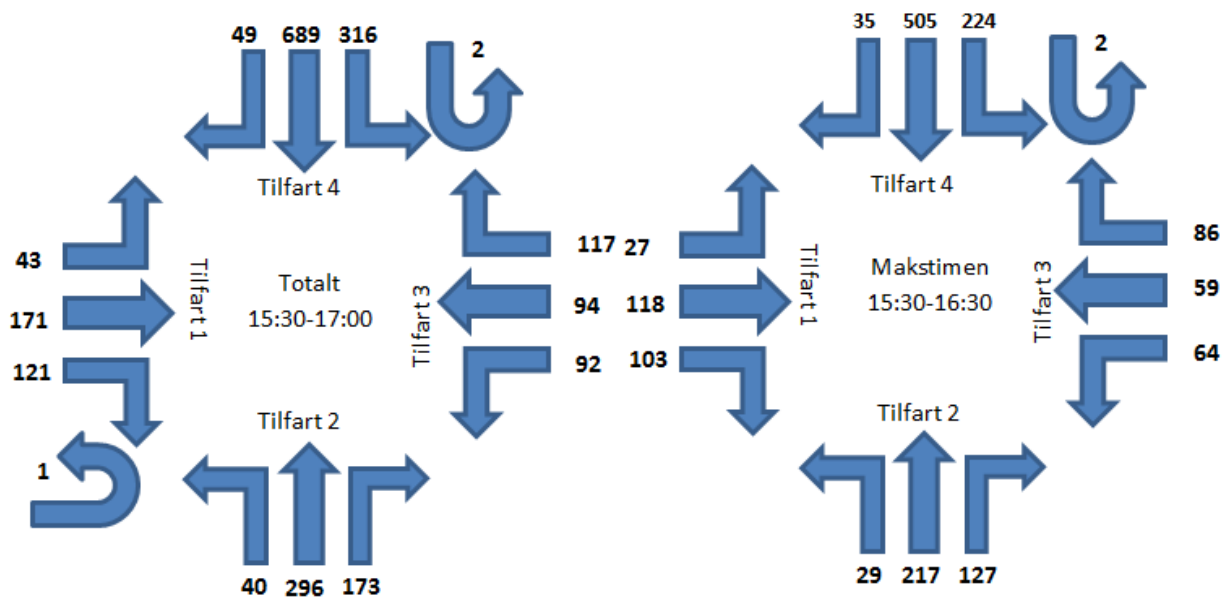 49 689 316 2
Tilfart 4
43
171
121
1
Tilfart 1
Totalt
15:30-17:00
Tilfart 3
117
94
92
Tilfart 2
40 296 173
35 505 224 2
Tilfart 4
27
118
103
Tilfart 1
Makstimen
15:30-16:30
Tilfart 3
86
59
64
Tilfart 2
29 217 127